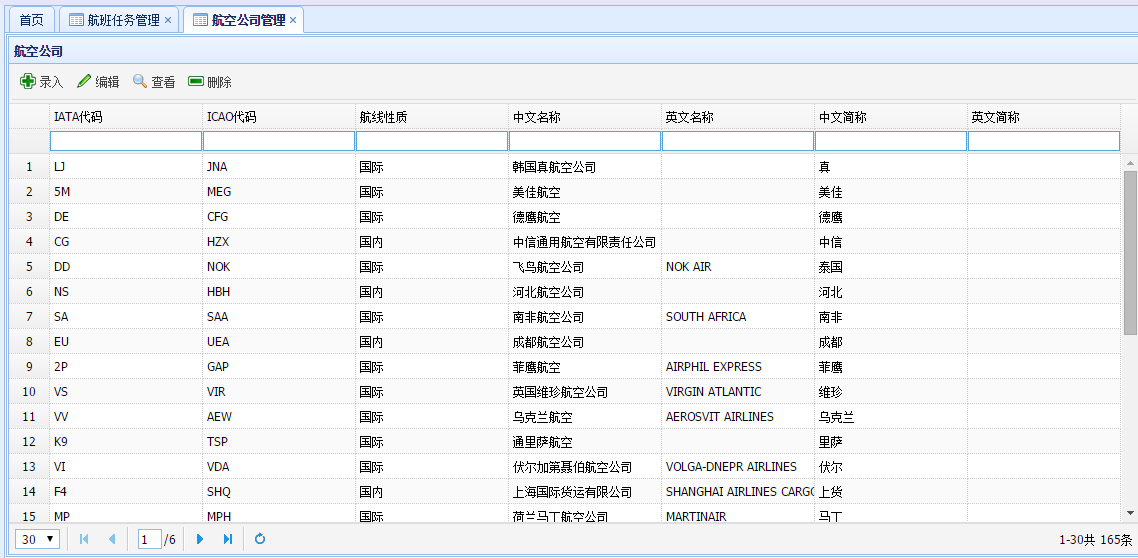 首页 航班任务管理 × 航空公司管理 ×
航空公司
录入 编辑 查看 删除
IATA代码 ICAO代码 航线性质 中文名称 英文名称 中文简称 英文简称
1 LJ JNA 国际 韩国真航空公司 真
2 5M MEG 国际 美佳航空 美佳
3 DE CFG 国际 德鹰航空 德鹰
4 CG HZX 国内 中信通用航空有限责任公司 中信
5 DD NOK 国际 飞鸟航空公司 NOK AIR 泰国
6 NS HBH 国内 河北航空公司 河北
7 SA SAA 国际 南非航空公司 SOUTH AFRICA 南非
8 EU UEA 国内 成都航空公司 成都
9 2P GAP 国际 菲鹰航空 AIRPHIL EXPRESS 菲鹰
10 VS VIR 国际 英国维珍航空公司 VIRGIN ATLANTIC 维珍
11 VV AEW 国际 乌克兰航空 AEROSVIT AIRLINES 乌克兰
12 K9 TSP 国际 通里萨航空 里萨
13 VI VDA 国际 伏尔加第聂伯航空公司 VOLGA-DNEPR AIRLINES 伏尔
14 F4 SHQ 国内 上海国际货运有限公司 SHANGHAI AIRLINES CARGO 上货
15 MP MPH 国际 荷兰马丁航空公司 MARTINAIR 马丁
30 1 /6 1-30共 165条